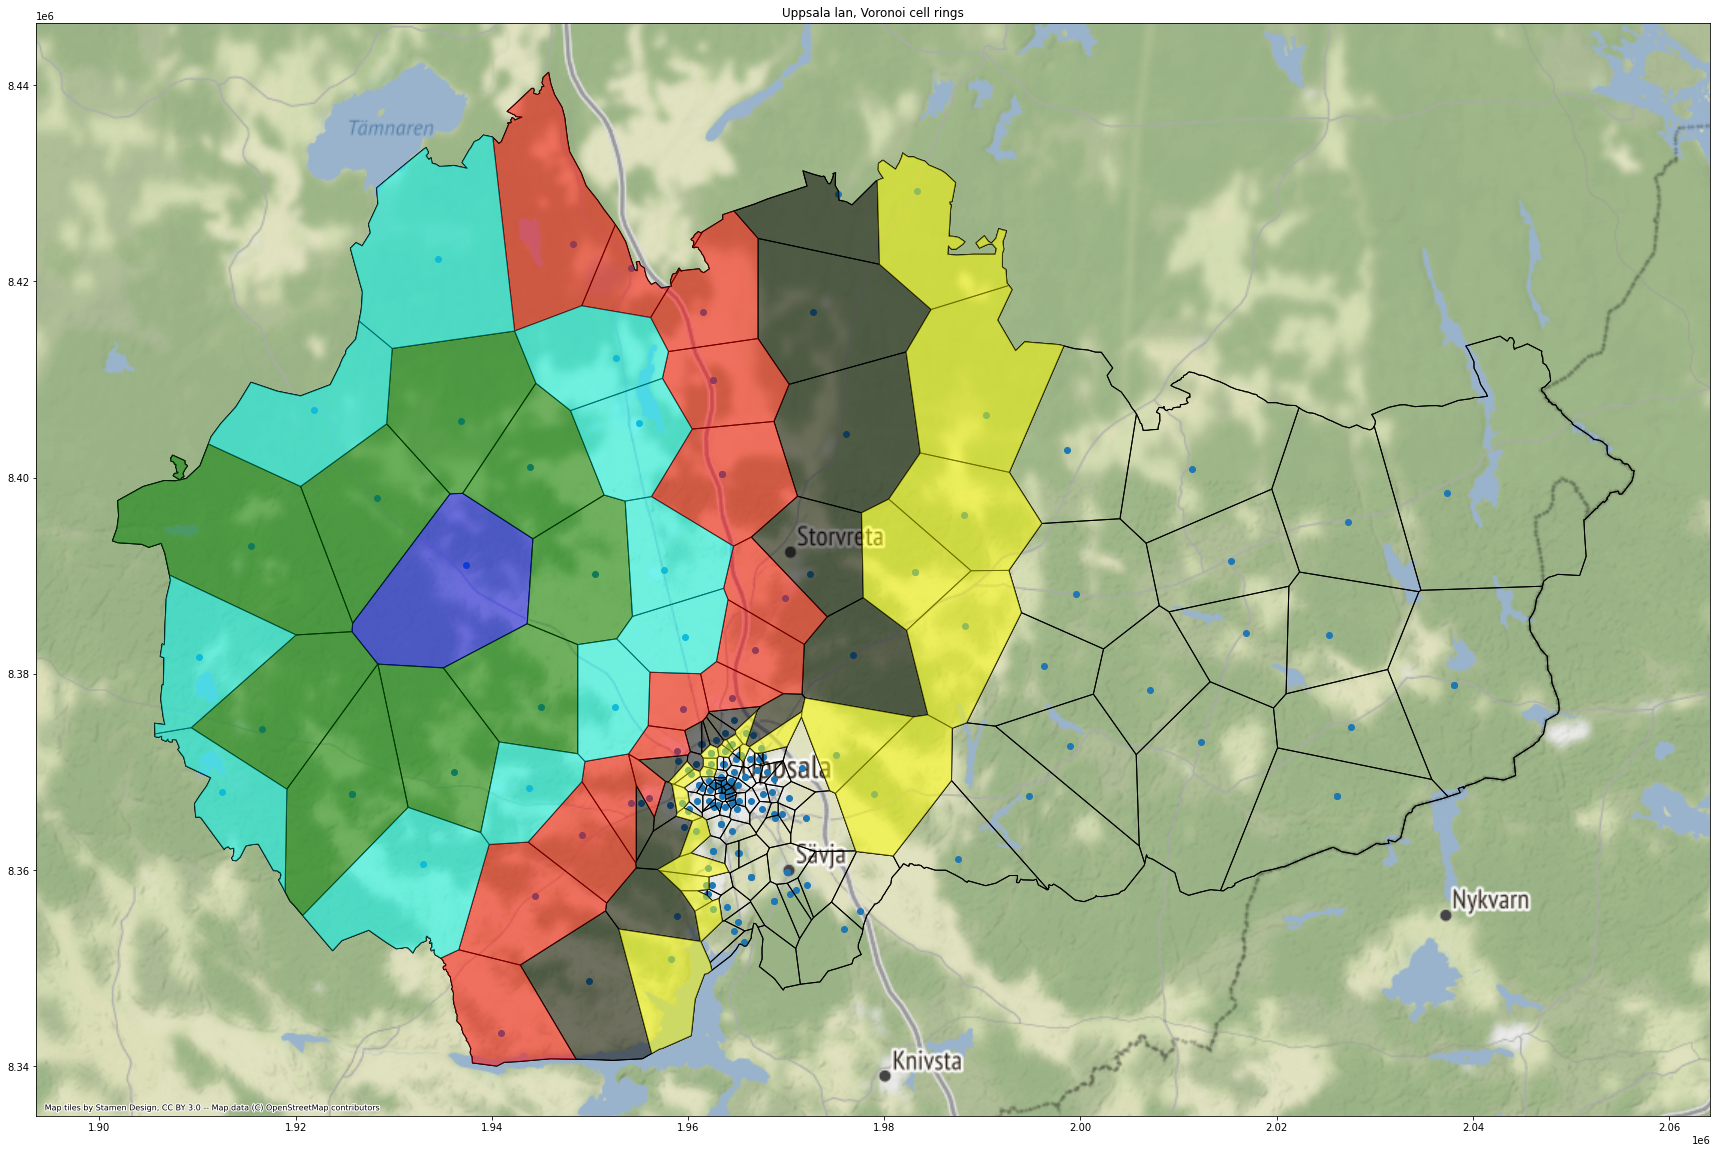 Uppsala lan, Voronoi cell rings
1e6
8.44
Tämnaren
8.42
8.40
Storvreta
8.38
Uppsala
8.36
Sävja
Nykvarn
8.34
Knivsta
Map tiles by Stamen Design, CC BY 3.0 -- Map data (C) OpenStreetMap contributors
1.90 1.92 1.94 1.96 1.98 2.00 2.02 2.04 2.06
1e6